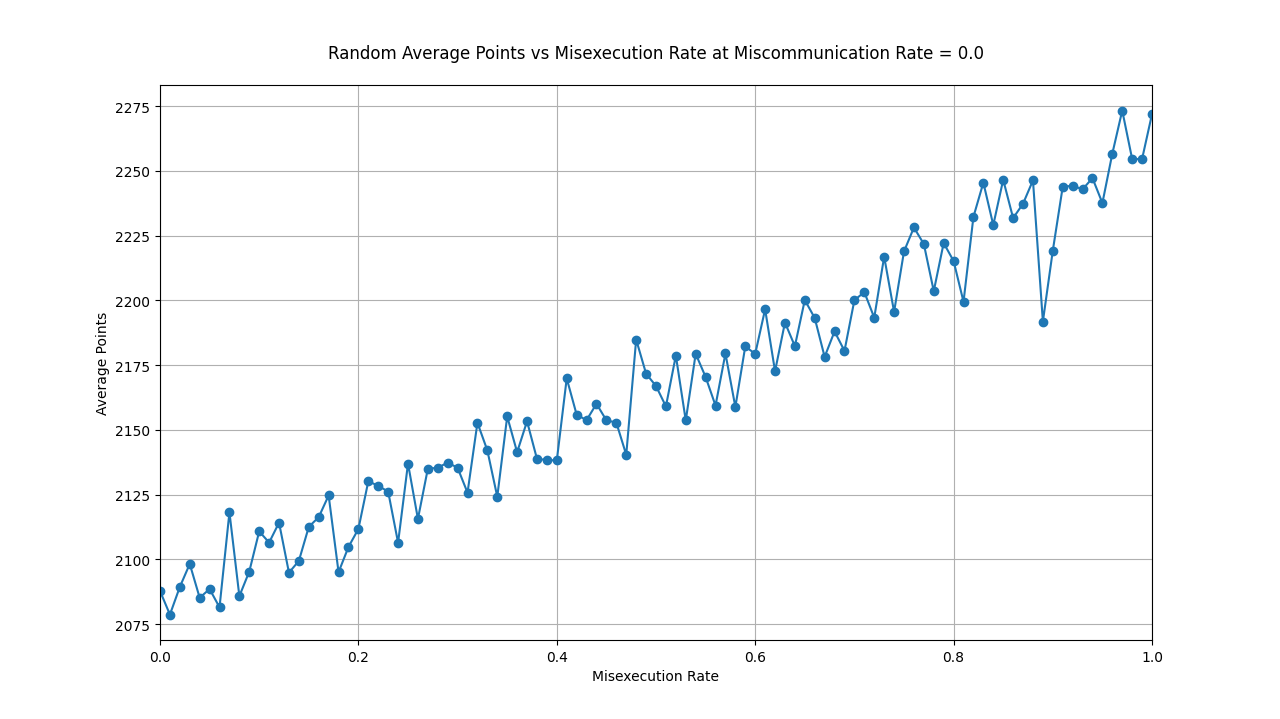 Random Average Points vs Misexecution Rate at Miscommunication Rate = 0.0
2275
2250
2225
2200
2175
2150
2125
2100
2075
Average Points
0.0 0.2 0.4 0.6 0.8 1.0
Misexecution Rate